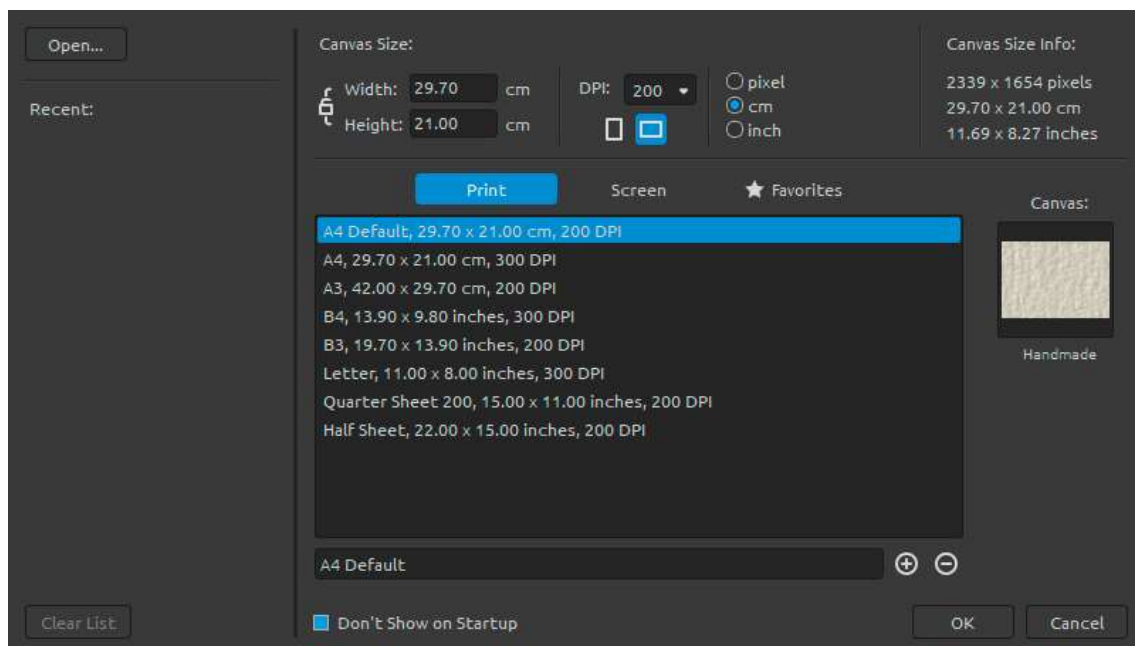 Open...
Recent:
Clear List
Canvas Size:
Width: 29.70 cm
Height: 21.00 cm
DPI: 200
pixel
cm
inch
Canvas Size Info:
2339 x 1654 pixels
29.70 x 21.00 cm
11.69 x 8.27 inches
Print Screen Favorites
A4 Default, 29.70 x 21.00 cm, 200 DPI
A4, 29.70 x 21.00 cm, 300 DPI
A3, 42.00 x 29.70 cm, 200 DPI
B4, 13.90 x 9.80 inches, 300 DPI
B3, 19.70 x 13.90 inches, 200 DPI
Letter, 11.00 x 8.00 inches, 300 DPI
Quarter Sheet 200, 15.00 x 11.00 inches, 200 DPI
Half Sheet, 22.00 x 15.00 inches, 200 DPI
A4 Default
Canvas:
Handmade
Don't Show on Startup
OK Cancel